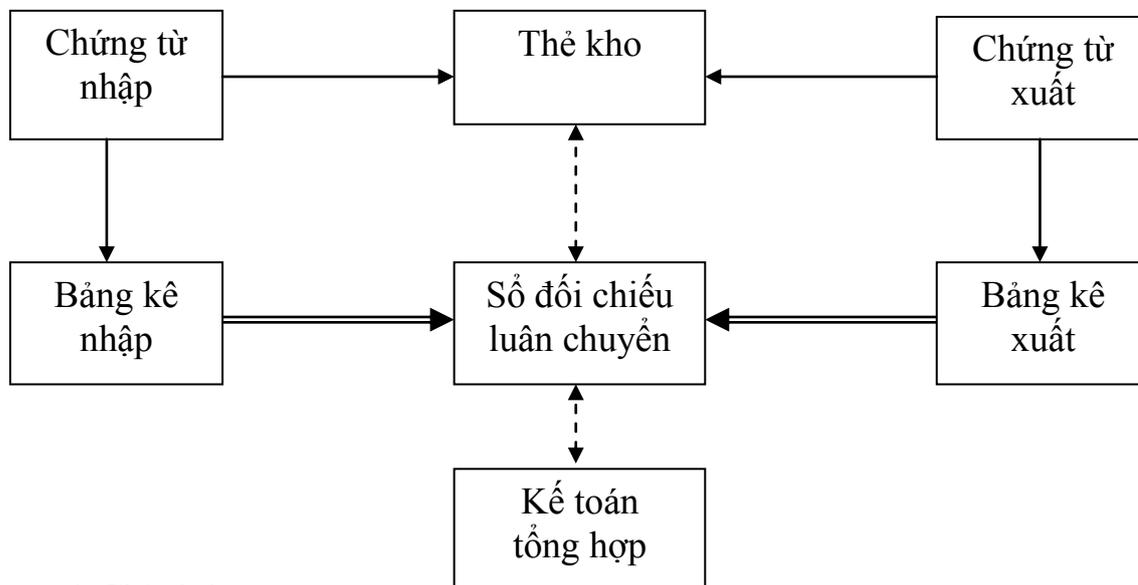 Chứng từ
nhập
Thẻ kho
Chứng từ
xuất
Bảng kê
nhập
Sổ đối chiếu
luân chuyển
Bảng kê
xuất
Kế toán
tổng hợp